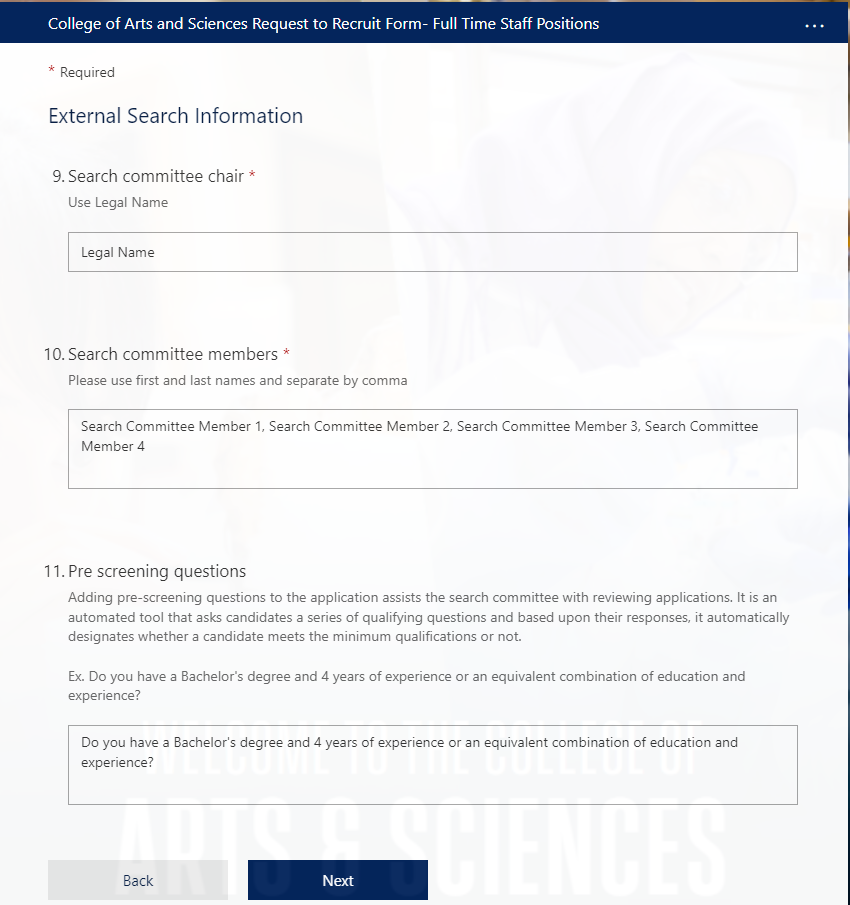 College of Arts and Sciences Request to Recruit Form- Full Time Staff Positions
...
* Required
External Search Information
9. Search committee chair *
Use Legal Name
Legal Name
10. Search committee members *
Please use first and last names and separate by comma
Search Committee Member 1, Search Committee Member 2, Search Committee Member 3, Search Committee
Member 4
11. Pre screening questions
Adding pre-screening questions to the application assists the search committee with reviewing applications. It is an
automated tool that asks candidates a series of qualifying questions and based upon their responses, it automatically
designates whether a candidate meets the minimum qualifications or not.
Ex. Do you have a Bachelor's degree and 4 years of experience or an equivalent combination of education and
experience?
Do you have a Bachelor's degree and 4 years of experience or an equivalent combination of education and
experience?
WELCOME TO THE COLLEGE OF
ARTS & SCIENCES
Back
Next